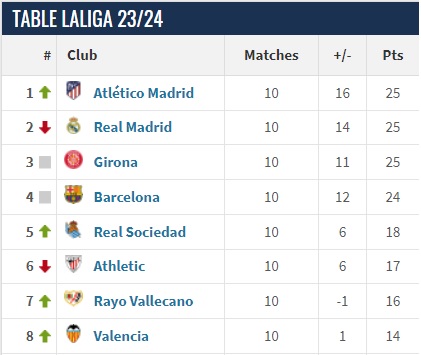 TABLE LALIGA 23/24
# Club Matches +/- Pts
1 Atlético Madrid 10 16 25
2 Real Madrid 10 14 25
3 Girona 10 11 25
4 Barcelona 10 12 24
5 Real Sociedad 10 6 18
6 Athletic 10 6 17
7 Rayo Vallecano 10 -1 16
8 Valencia 10 1 14